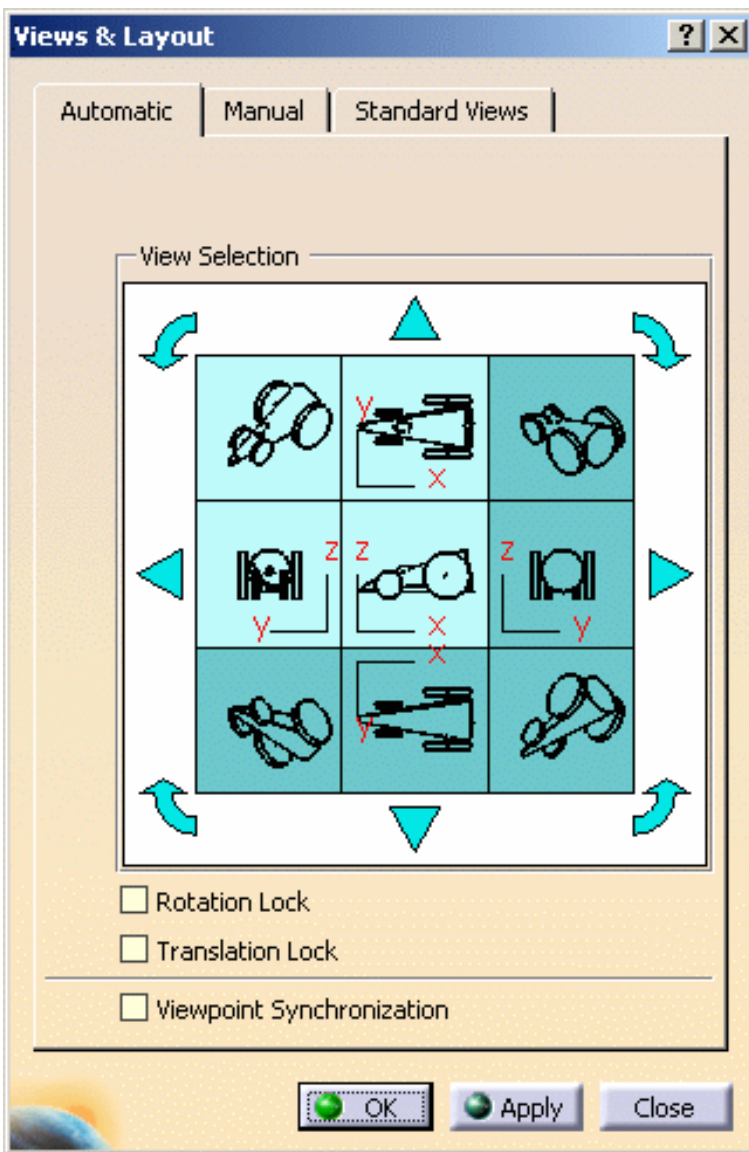 Views & Layout ? X
Automatic Manual Standard Views
View Selection
y
x
z z z
y x y
x
y
Rotation Lock
Translation Lock
Viewpoint Synchronization
OK Apply Close